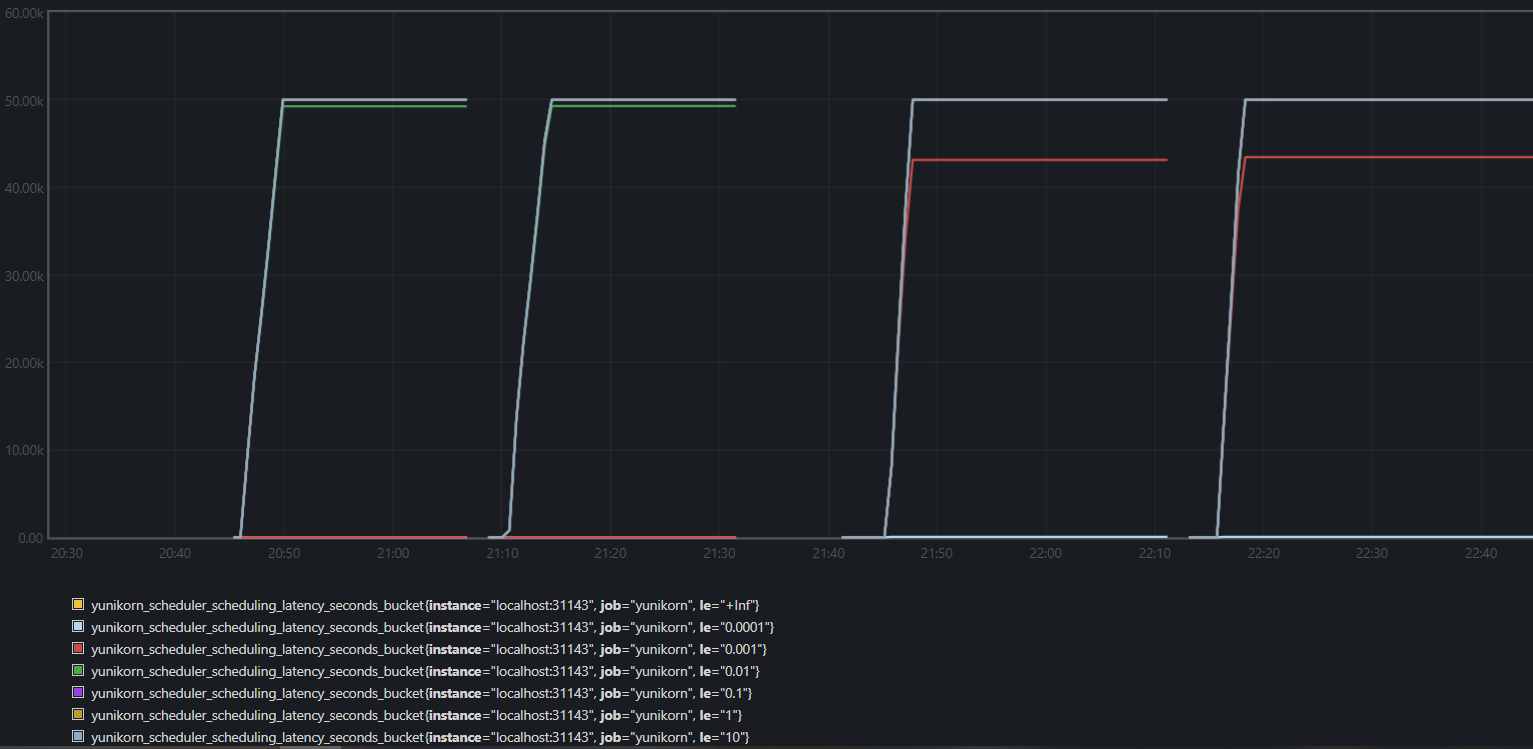 60.00k
50.00k
40.00k
30.00k
20.00k
10.00k
0.00
20:30 20:40 20:50 21:00 21:10 21:20 21:30 21:40 21:50 22:00 22:10 22:20 22:30 22:40
yunikorn_scheduler_scheduling_latency_seconds_bucket{instance="localhost:31143", job="yunikorn", le="+Inf"}
yunikorn_scheduler_scheduling_latency_seconds_bucket{instance="localhost:31143", job="yunikorn", le="0.0001"}
yunikorn_scheduler_scheduling_latency_seconds_bucket{instance="localhost:31143", job="yunikorn", le="0.001"}
yunikorn_scheduler_scheduling_latency_seconds_bucket{instance="localhost:31143", job="yunikorn", le="0.01"}
yunikorn_scheduler_scheduling_latency_seconds_bucket{instance="localhost:31143", job="yunikorn", le="0.1"}
yunikorn_scheduler_scheduling_latency_seconds_bucket{instance="localhost:31143", job="yunikorn", le="1"}
yunikorn_scheduler_scheduling_latency_seconds_bucket{instance="localhost:31143", job="yunikorn", le="10"}